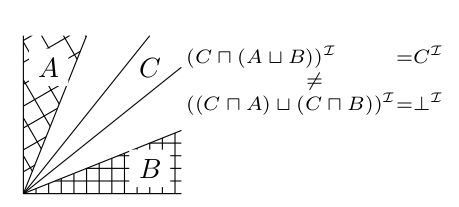 A
C
B
(C ⊓ (A ⊔ B))^ℐ =C^ℐ
≠
((C ⊓ A) ⊔ (C ⊓ B))^ℐ=⊥^ℐ